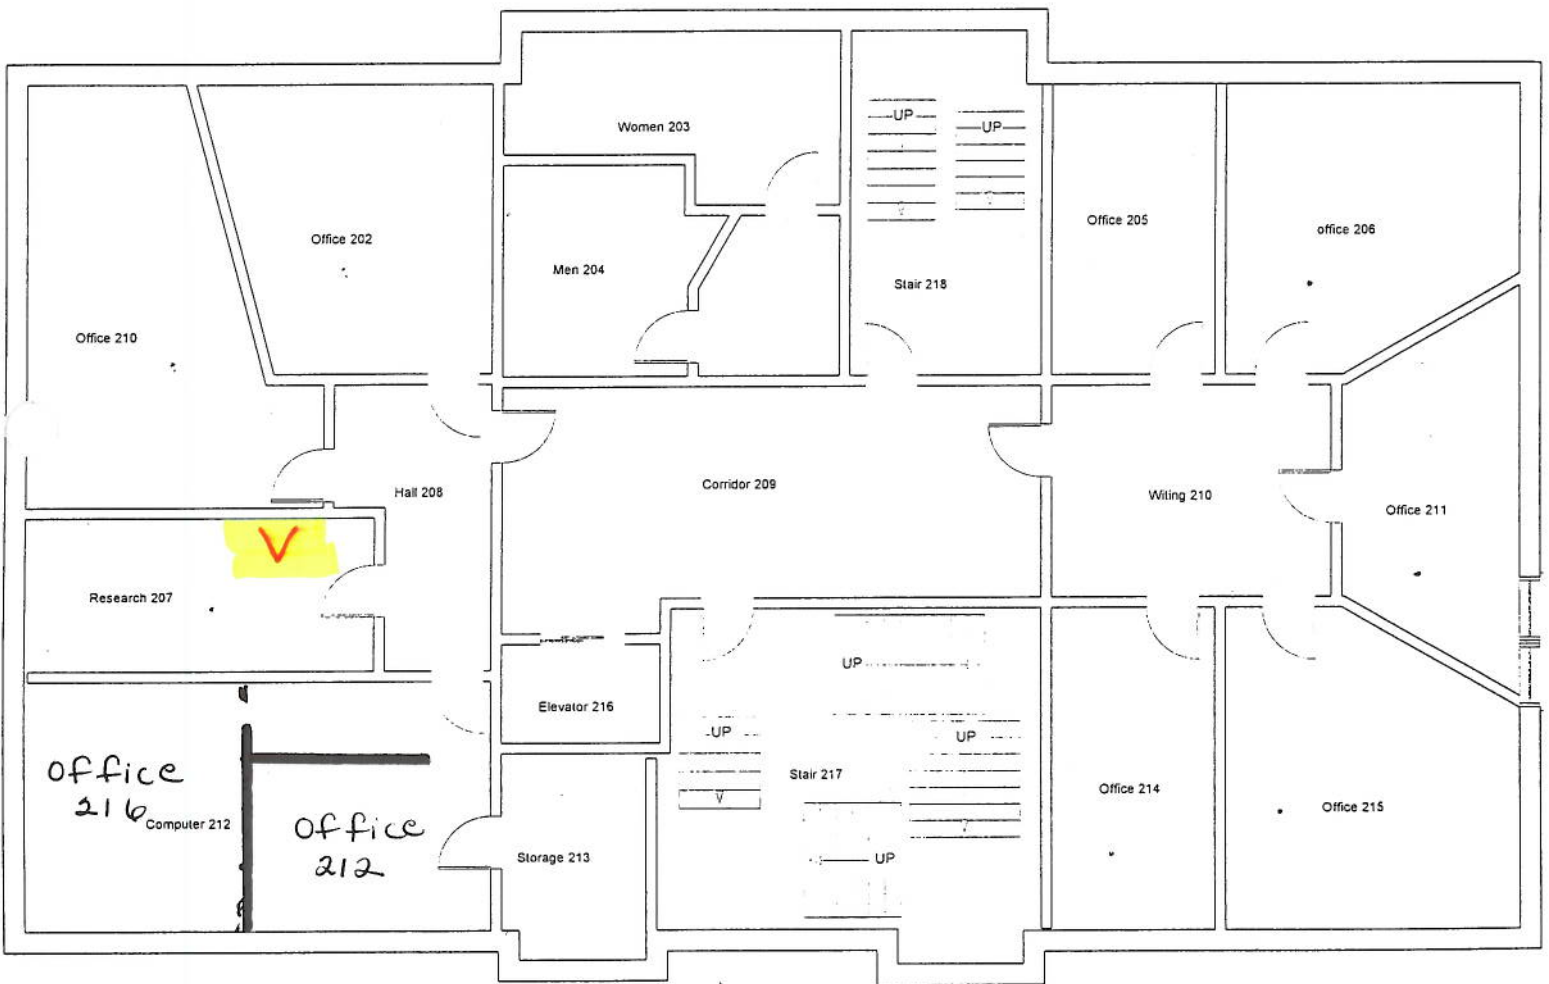 Women 203
UP
UP
Office 202
Men 204
Stair 218
Office 205
office 206
Office 210
Hall 208
Corridor 209
Witing 210
Office 211
V
Research 207
Elevator 216
UP
UP
UP
Stair 217
UP
Office 214
Office 215
office
216
Computer 212
office
212
Storage 213